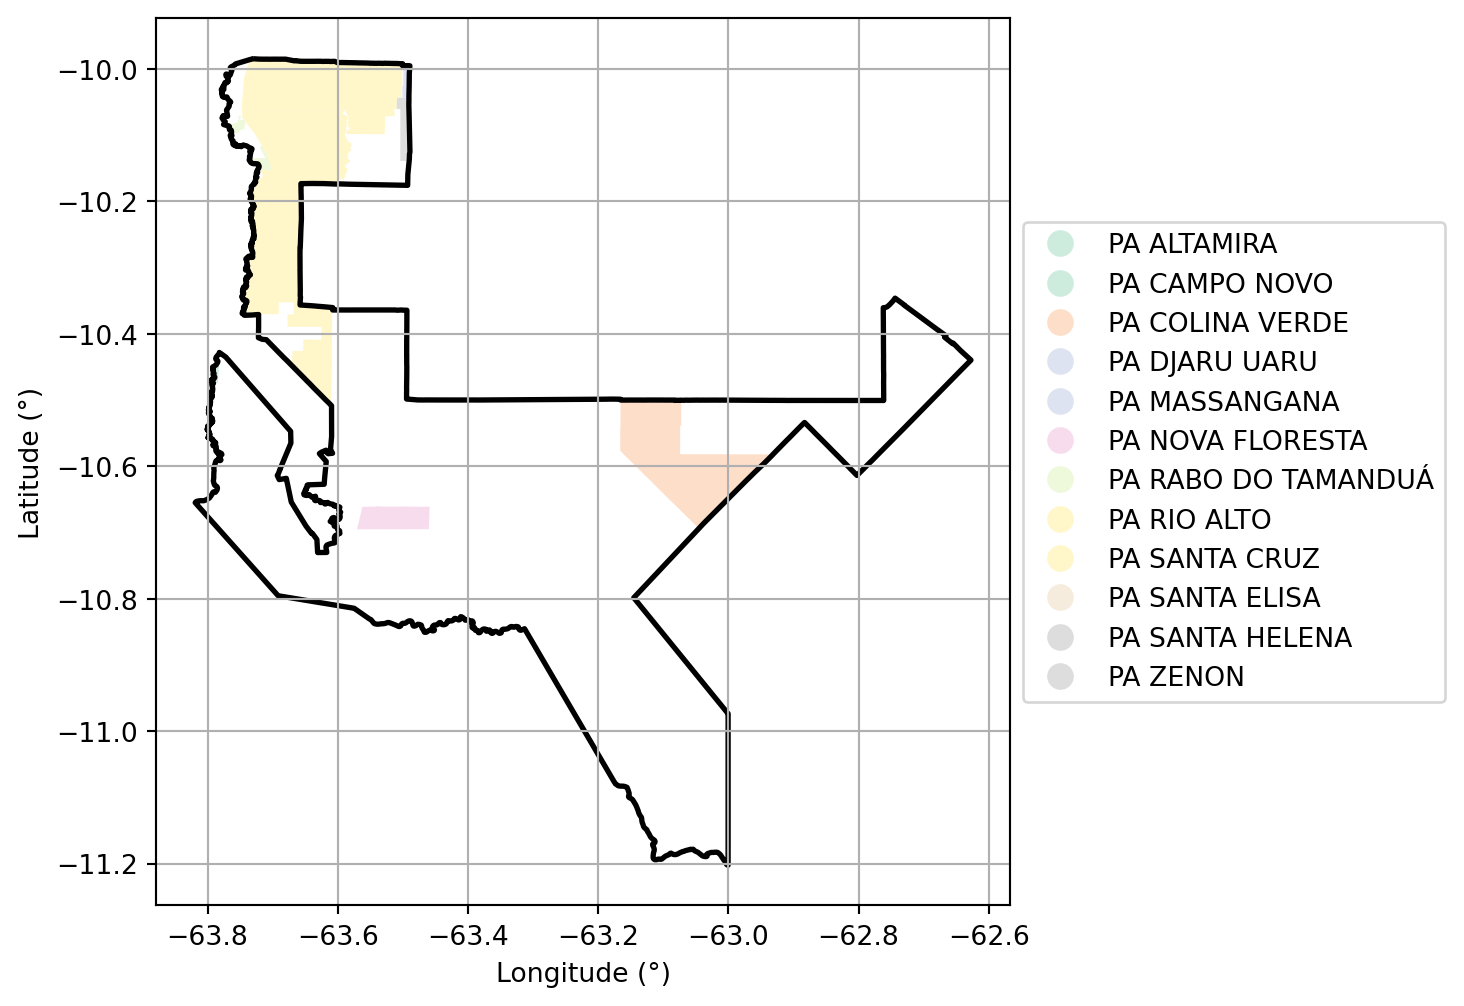 −10.0
−10.2
−10.4
−10.6
−10.8
−11.0
−11.2
Latitude (°)
−63.8 −63.6 −63.4 −63.2 −63.0 −62.8 −62.6
Longitude (°)
PA ALTAMIRA
PA CAMPO NOVO
PA COLINA VERDE
PA DJARU UARU
PA MASSANGANA
PA NOVA FLORESTA
PA RABO DO TAMANDUÁ
PA RIO ALTO
PA SANTA CRUZ
PA SANTA ELISA
PA SANTA HELENA
PA ZENON